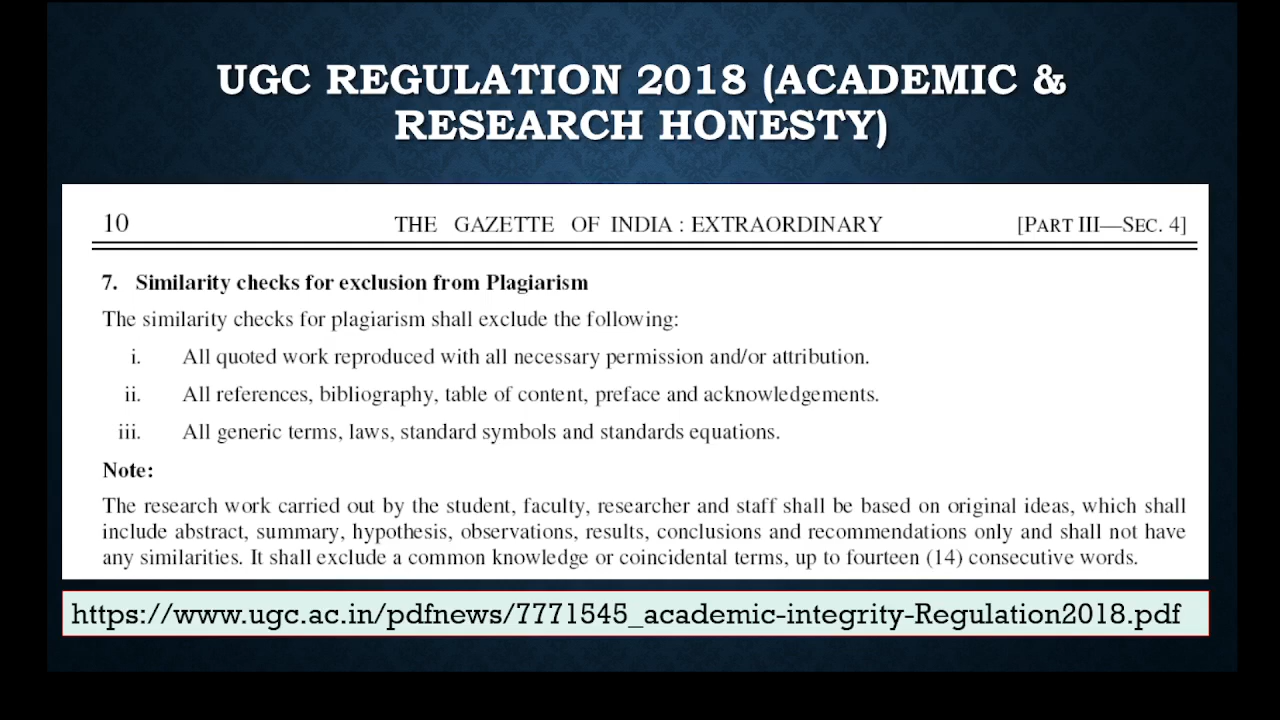 UGC REGULATION 2018 (ACADEMIC &
RESEARCH HONESTY)
10 THE GAZETTE OF INDIA : EXTRAORDINARY [PART III—SEC. 4]
7. Similarity checks for exclusion from Plagiarism
The similarity checks for plagiarism shall exclude the following:
i. All quoted work reproduced with all necessary permission and/or attribution.
ii. All references, bibliography, table of content, preface and acknowledgements.
iii. All generic terms, laws, standard symbols and standards equations.
Note:
The research work carried out by the student, faculty, researcher and staff shall be based on original ideas, which shall
include abstract, summary, hypothesis, observations, results, conclusions and recommendations only and shall not have
any similarities. It shall exclude a common knowledge or coincidental terms, up to fourteen (14) consecutive words.
https://www.ugc.ac.in/pdfnews/7771545_academic-integrity-Regulation2018.pdf